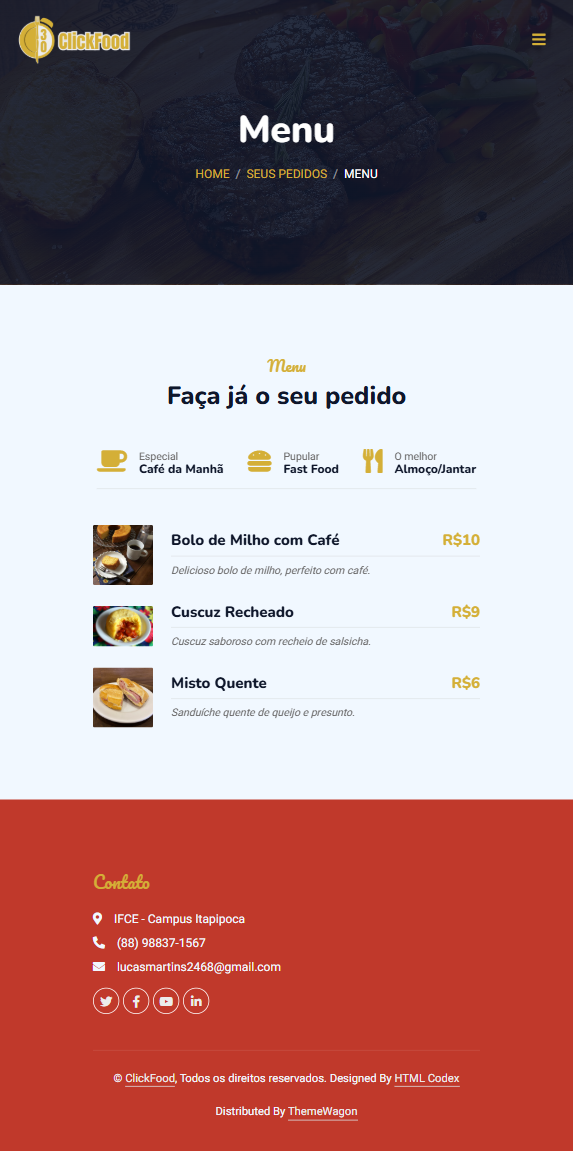 ClickFood
Menu
HOME / SEUS PEDIDOS / MENU
Menu
Faça já o seu pedido
Especial
Café da Manhã
Pupular
Fast Food
O melhor
Almoço/Jantar
Bolo de Milho com Café R$10
Delicioso bolo de milho, perfeito com café.
Cuscuz Recheado R$9
Cuscuz saboroso com recheio de salsicha.
Misto Quente R$6
Sanduíche quente de queijo e presunto.
Contato
IFCE - Campus Itapipoca
(88) 98837-1567
lucasmartins2468@gmail.com
© ClickFood, Todos os direitos reservados. Designed By HTML Codex
Distributed By ThemeWagon